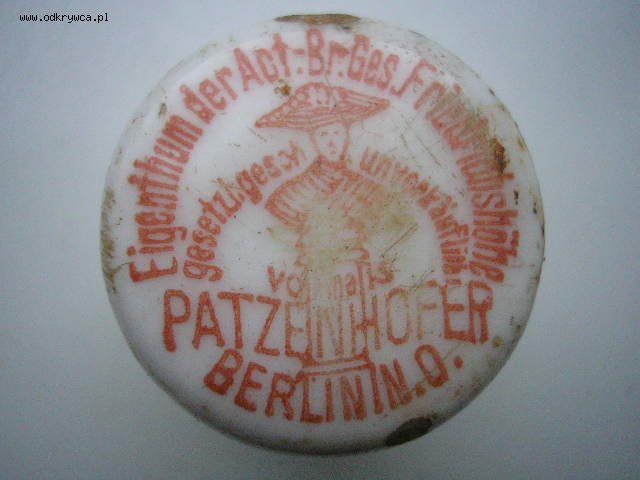 www.odkrywca.pl
Eigenthum der Act.-Br.Ges. Friedrichshöhe
gesetzl.gesch. unverkäuflich
vormals
PATZENHOFER
BERLIN N.O.